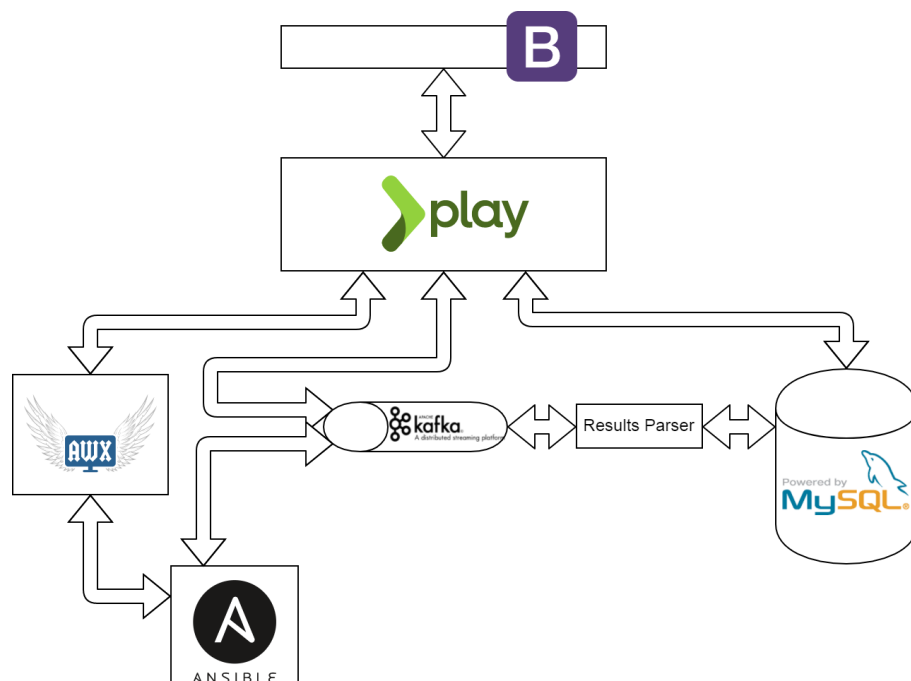 B
play
APACHE
kafka®
A distributed streaming platform
Results Parser
AWX
Powered by
MySQL®
ANSIBLE